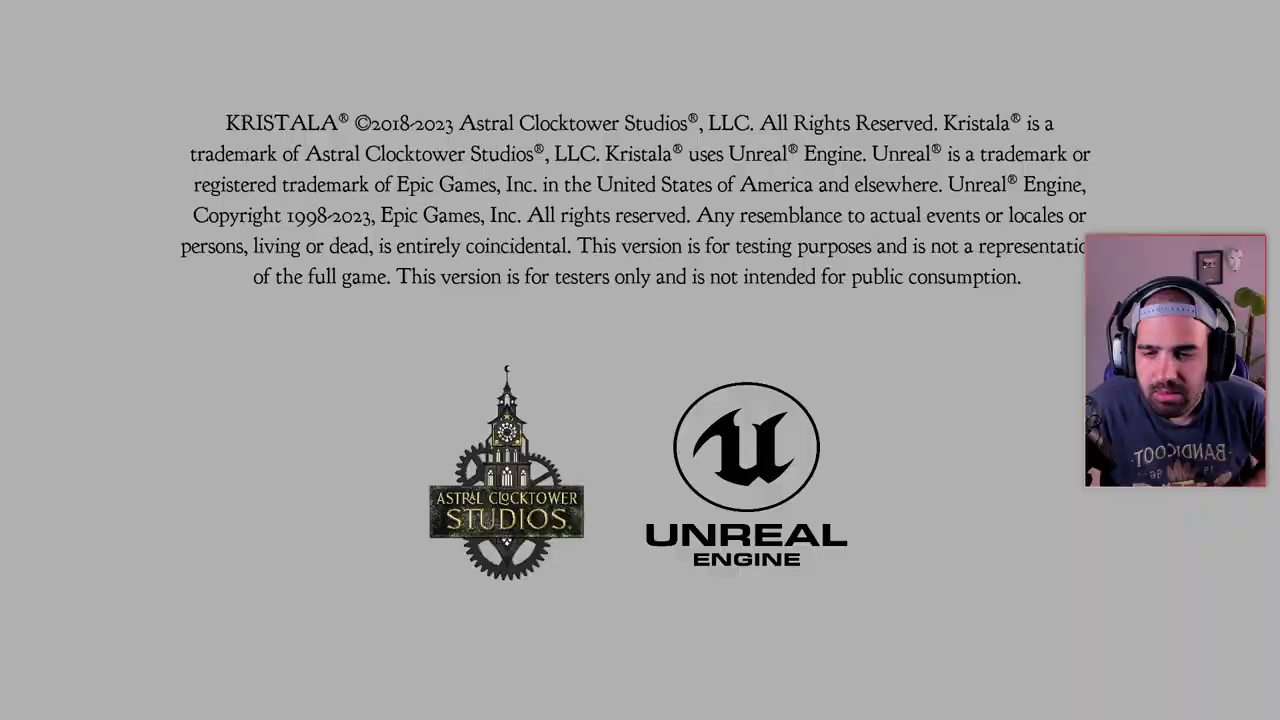 KRISTALA® ©2018-2023 Astral Clocktower Studios®, LLC. All Rights Reserved. Kristala® is a
trademark of Astral Clocktower Studios®, LLC. Kristala® uses Unreal® Engine. Unreal® is a trademark or
registered trademark of Epic Games, Inc. in the United States of America and elsewhere. Unreal® Engine,
Copyright 1998-2023, Epic Games, Inc. All rights reserved. Any resemblance to actual events or locales or
persons, living or dead, is entirely coincidental. This version is for testing purposes and is not a representatio
of the full game. This version is for testers only and is not intended for public consumption.
ASTRAL CLOCKTOWER
STUDIOS®
UNREAL
ENGINE
BANDICOOT
19 96